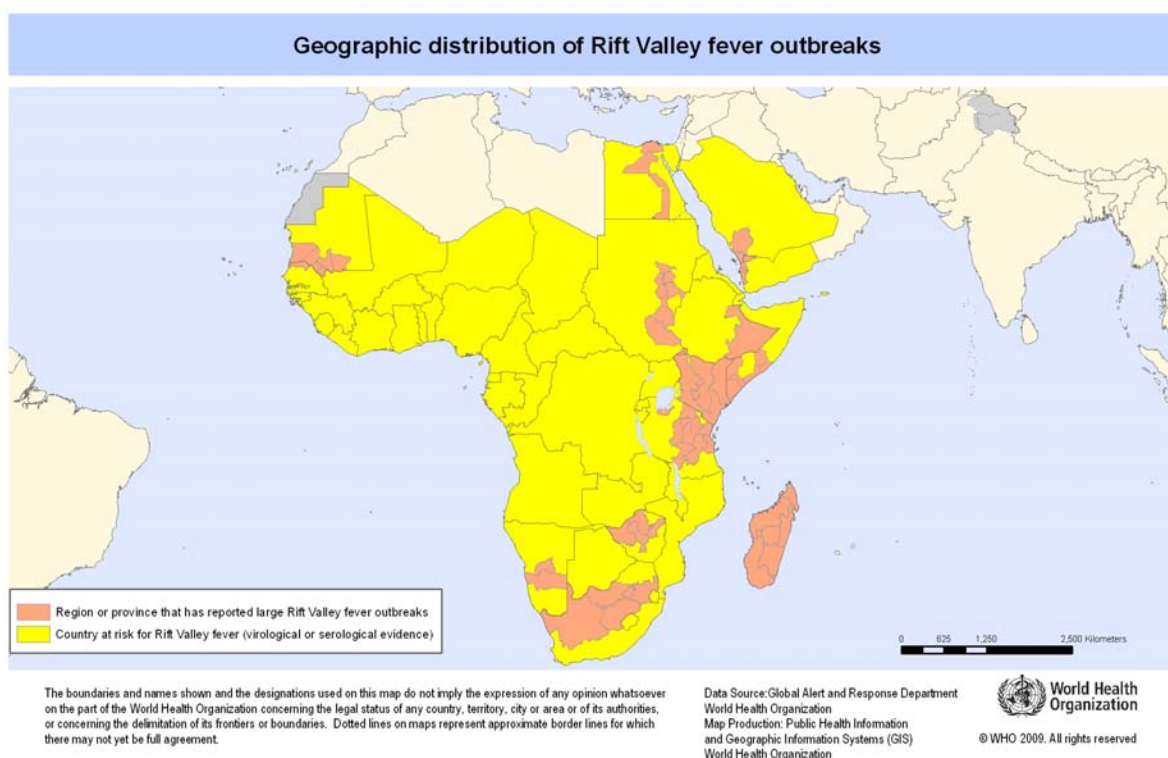 Geographic distribution of Rift Valley fever outbreaks
Region or province that has reported large Rift Valley fever outbreaks
Country at risk for Rift Valley fever (virological or serological evidence)
0 625 1,250 2,500 Kilometers
The boundaries and names shown and the designations used on this map do not imply the expression of any opinion whatsoever
on the part of the World Health Organization concerning the legal status of any country, territory, city or area or of its authorities,
or concerning the delimitation of its frontiers or boundaries. Dotted lines on maps represent approximate border lines for which
there may not yet be full agreement.
Data Source:Global Alert and Response Department
World Health Organization
Map Production: Public Health Information
and Geographic Information Systems (GIS)
World Health Organization
World Health
Organization
© WHO 2009. All rights reserved